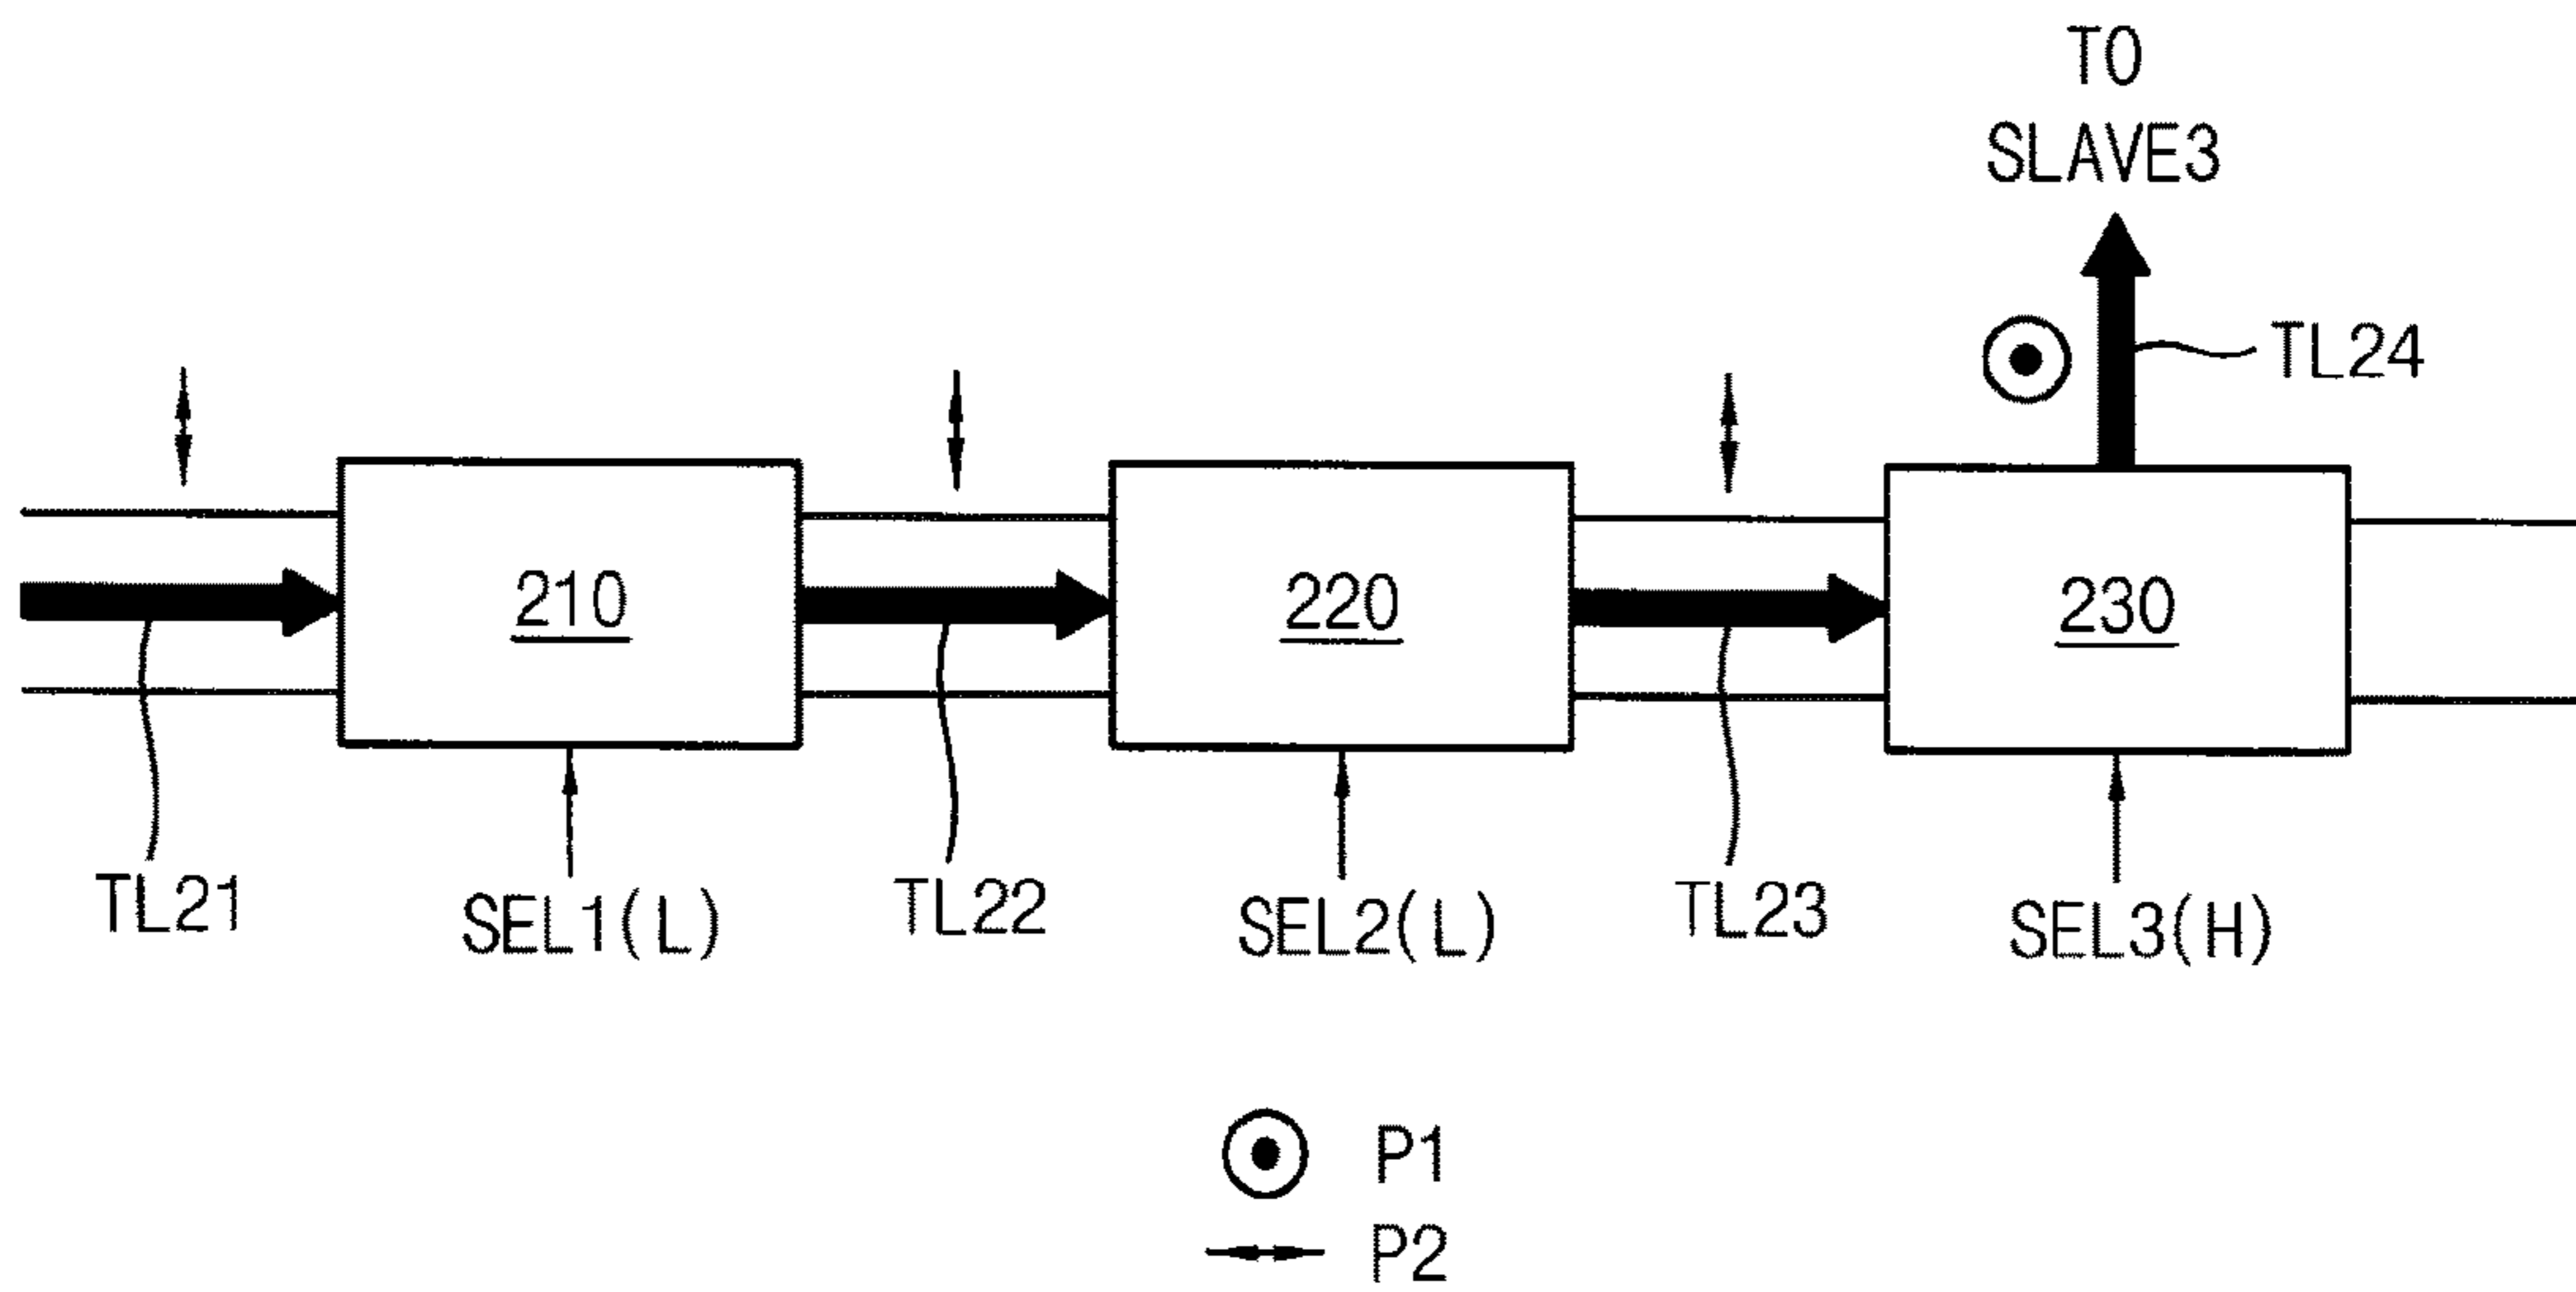 TO
SLAVE3
TL24
210
220
230
TL21
SEL1(L)
TL22
SEL2(L)
TL23
SEL3(H)
P1
P2